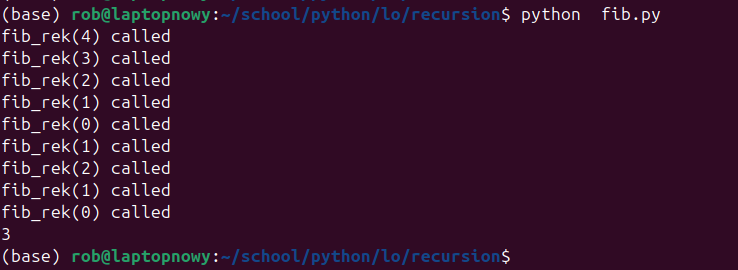 (base) rob@laptopnowy:~/school/python/lo/recursion$ python  fib.py
fib_rek(4) called
fib_rek(3) called
fib_rek(2) called
fib_rek(1) called
fib_rek(0) called
fib_rek(1) called
fib_rek(2) called
fib_rek(1) called
fib_rek(0) called
3
(base) rob@laptopnowy:~/school/python/lo/recursion$